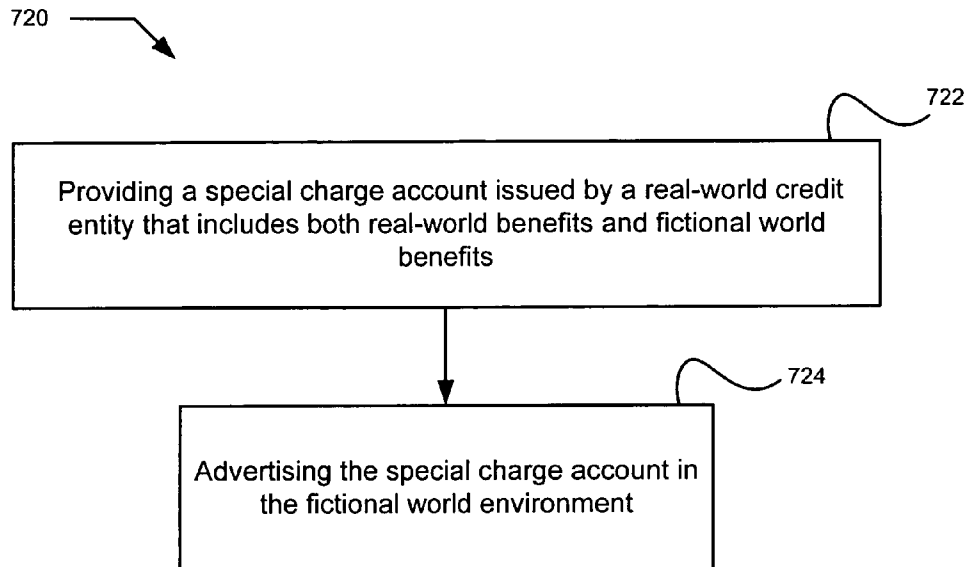 720
722
Providing a special charge account issued by a real-world credit
entity that includes both real-world benefits and fictional world
benefits
724
Advertising the special charge account in
the fictional world environment